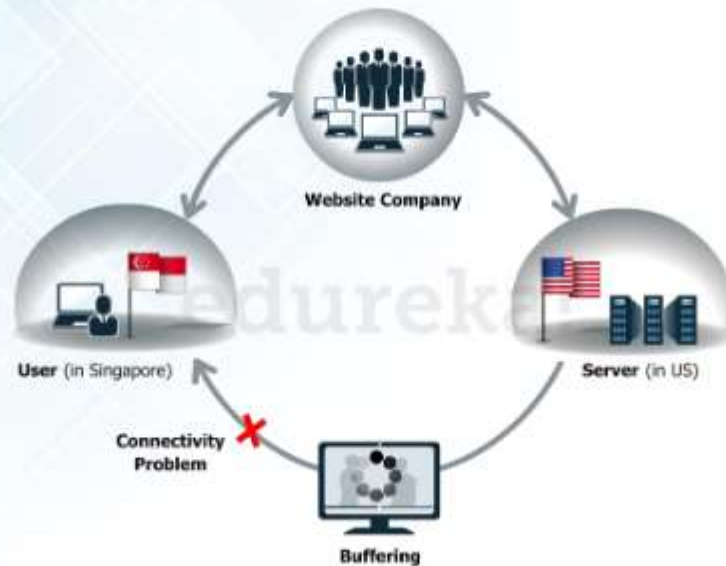 Website Company
edureka!
User (in Singapore)
Server (in US)
Connectivity
Problem
Buffering